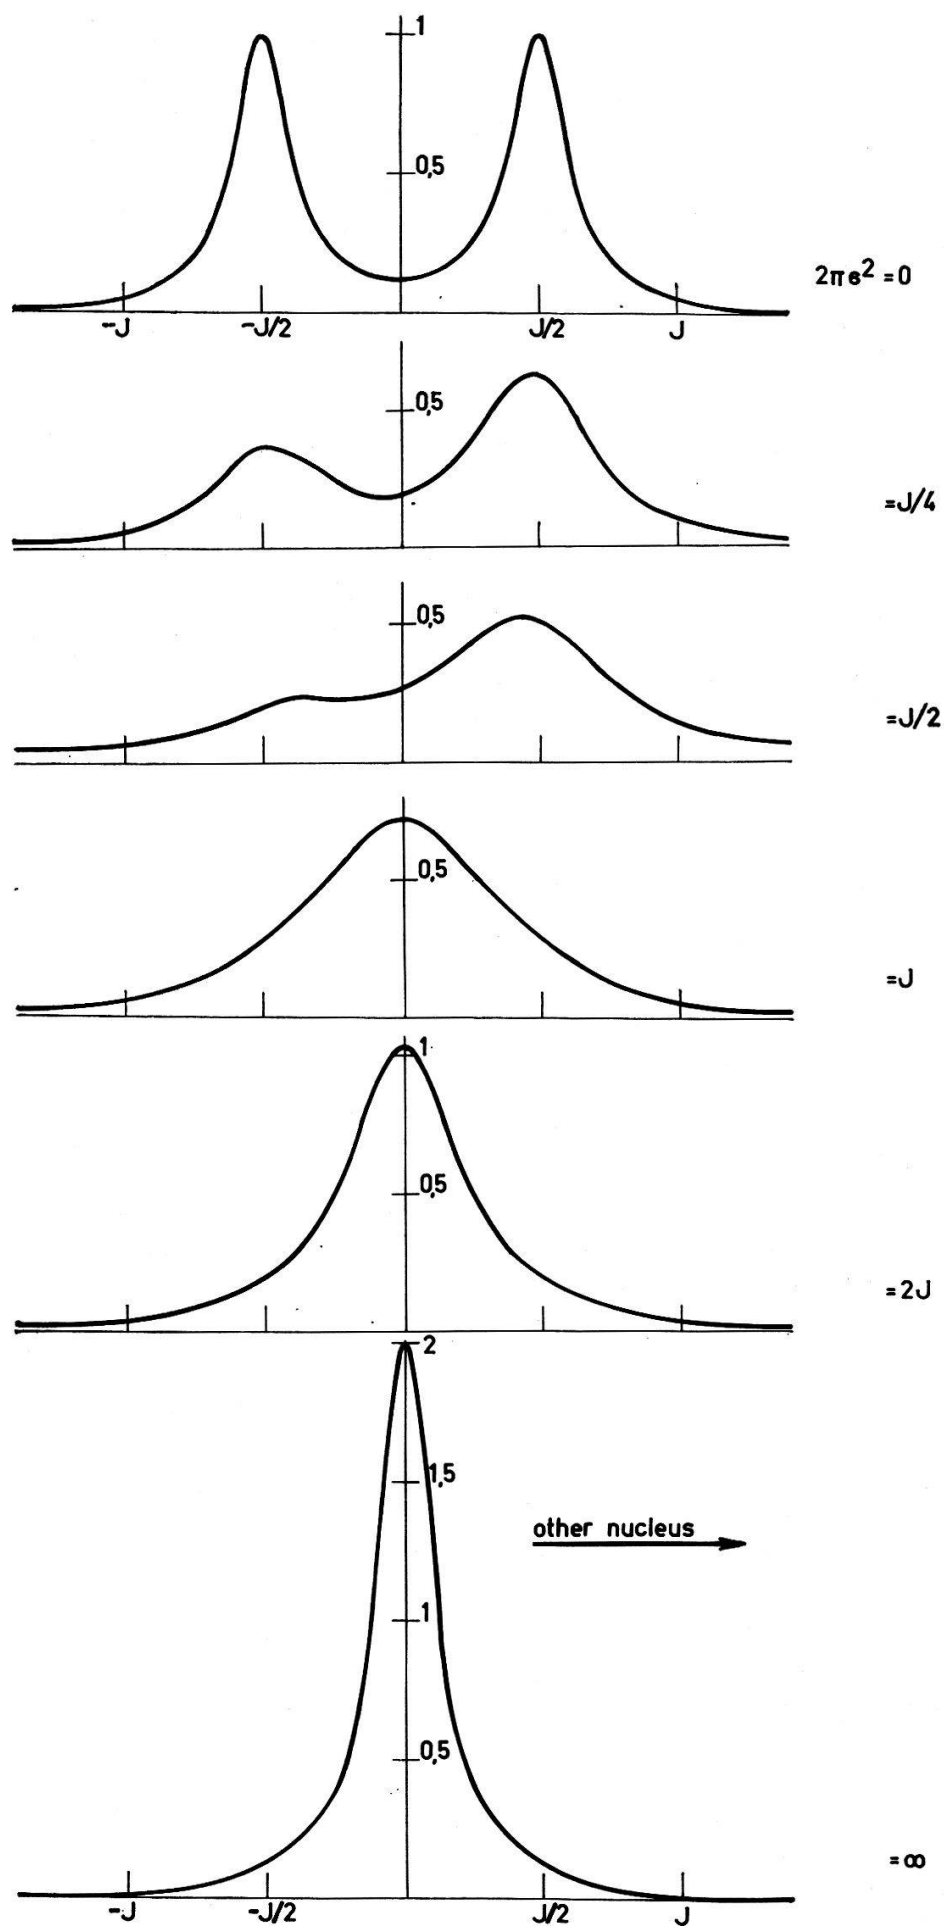 1
0,5
2πϭ²=0
-J
-J/2
J/2
J
0,5
=J/4
0,5
=J/2
0,5
=J
1
0,5
=2J
2
1,5
other nucleus
1
0,5
=∞
-J
-J/2
J/2
J